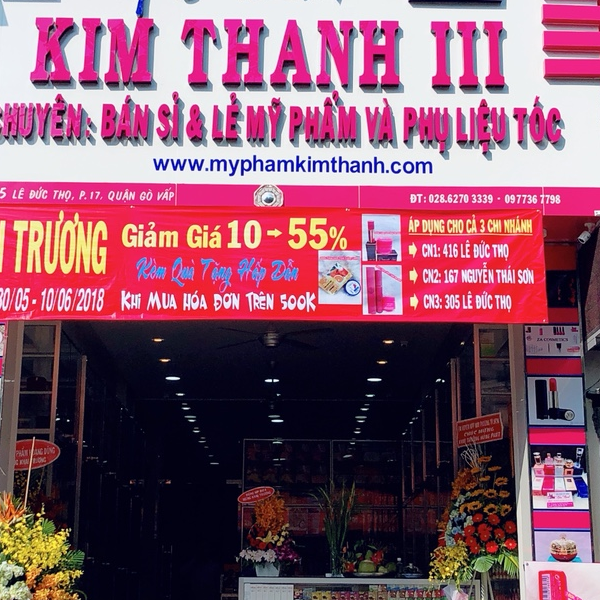 KIM THANH III
CHUYÊN: BÁN SỈ & LẺ MỸ PHẨM VÀ PHỤ LIỆU TÓC
www.myphamkimthanh.com
5 LÊ ĐỨC THỌ, P.17. QUẬN GÒ VẤP
ĐT: 028.6270 3339 - 097736 7798
TRƯƠNG
30/05 - 10/06/2018
Giảm Giá 10 → 55%
Kèm Quà Tặng Hấp Dẫn
KHI MUA HÓA ĐƠN TRÊN 500K
ÁP DỤNG CHO CẢ 3 CHI NHÁNH
CN1: 416 LÊ ĐỨC THỌ
CN2: 167 NGUYỄN THÁI SƠN
CN3: 305 LÊ ĐỨC THỌ